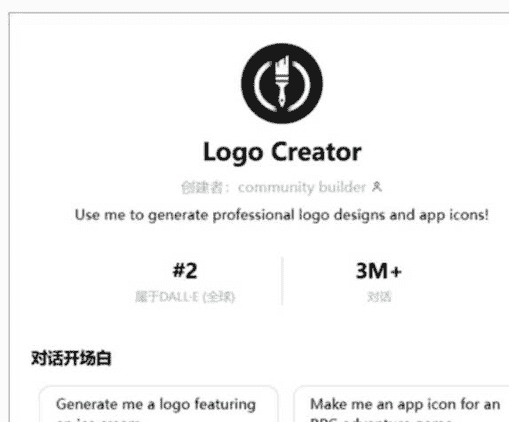 Logo Creator
创建者：community builder
Use me to generate professional logo designs and app icons!
#2
3M+
属于DALL·E (全球)
对话
对话开场白
Generate me a logo featuring
Make me an app icon for an